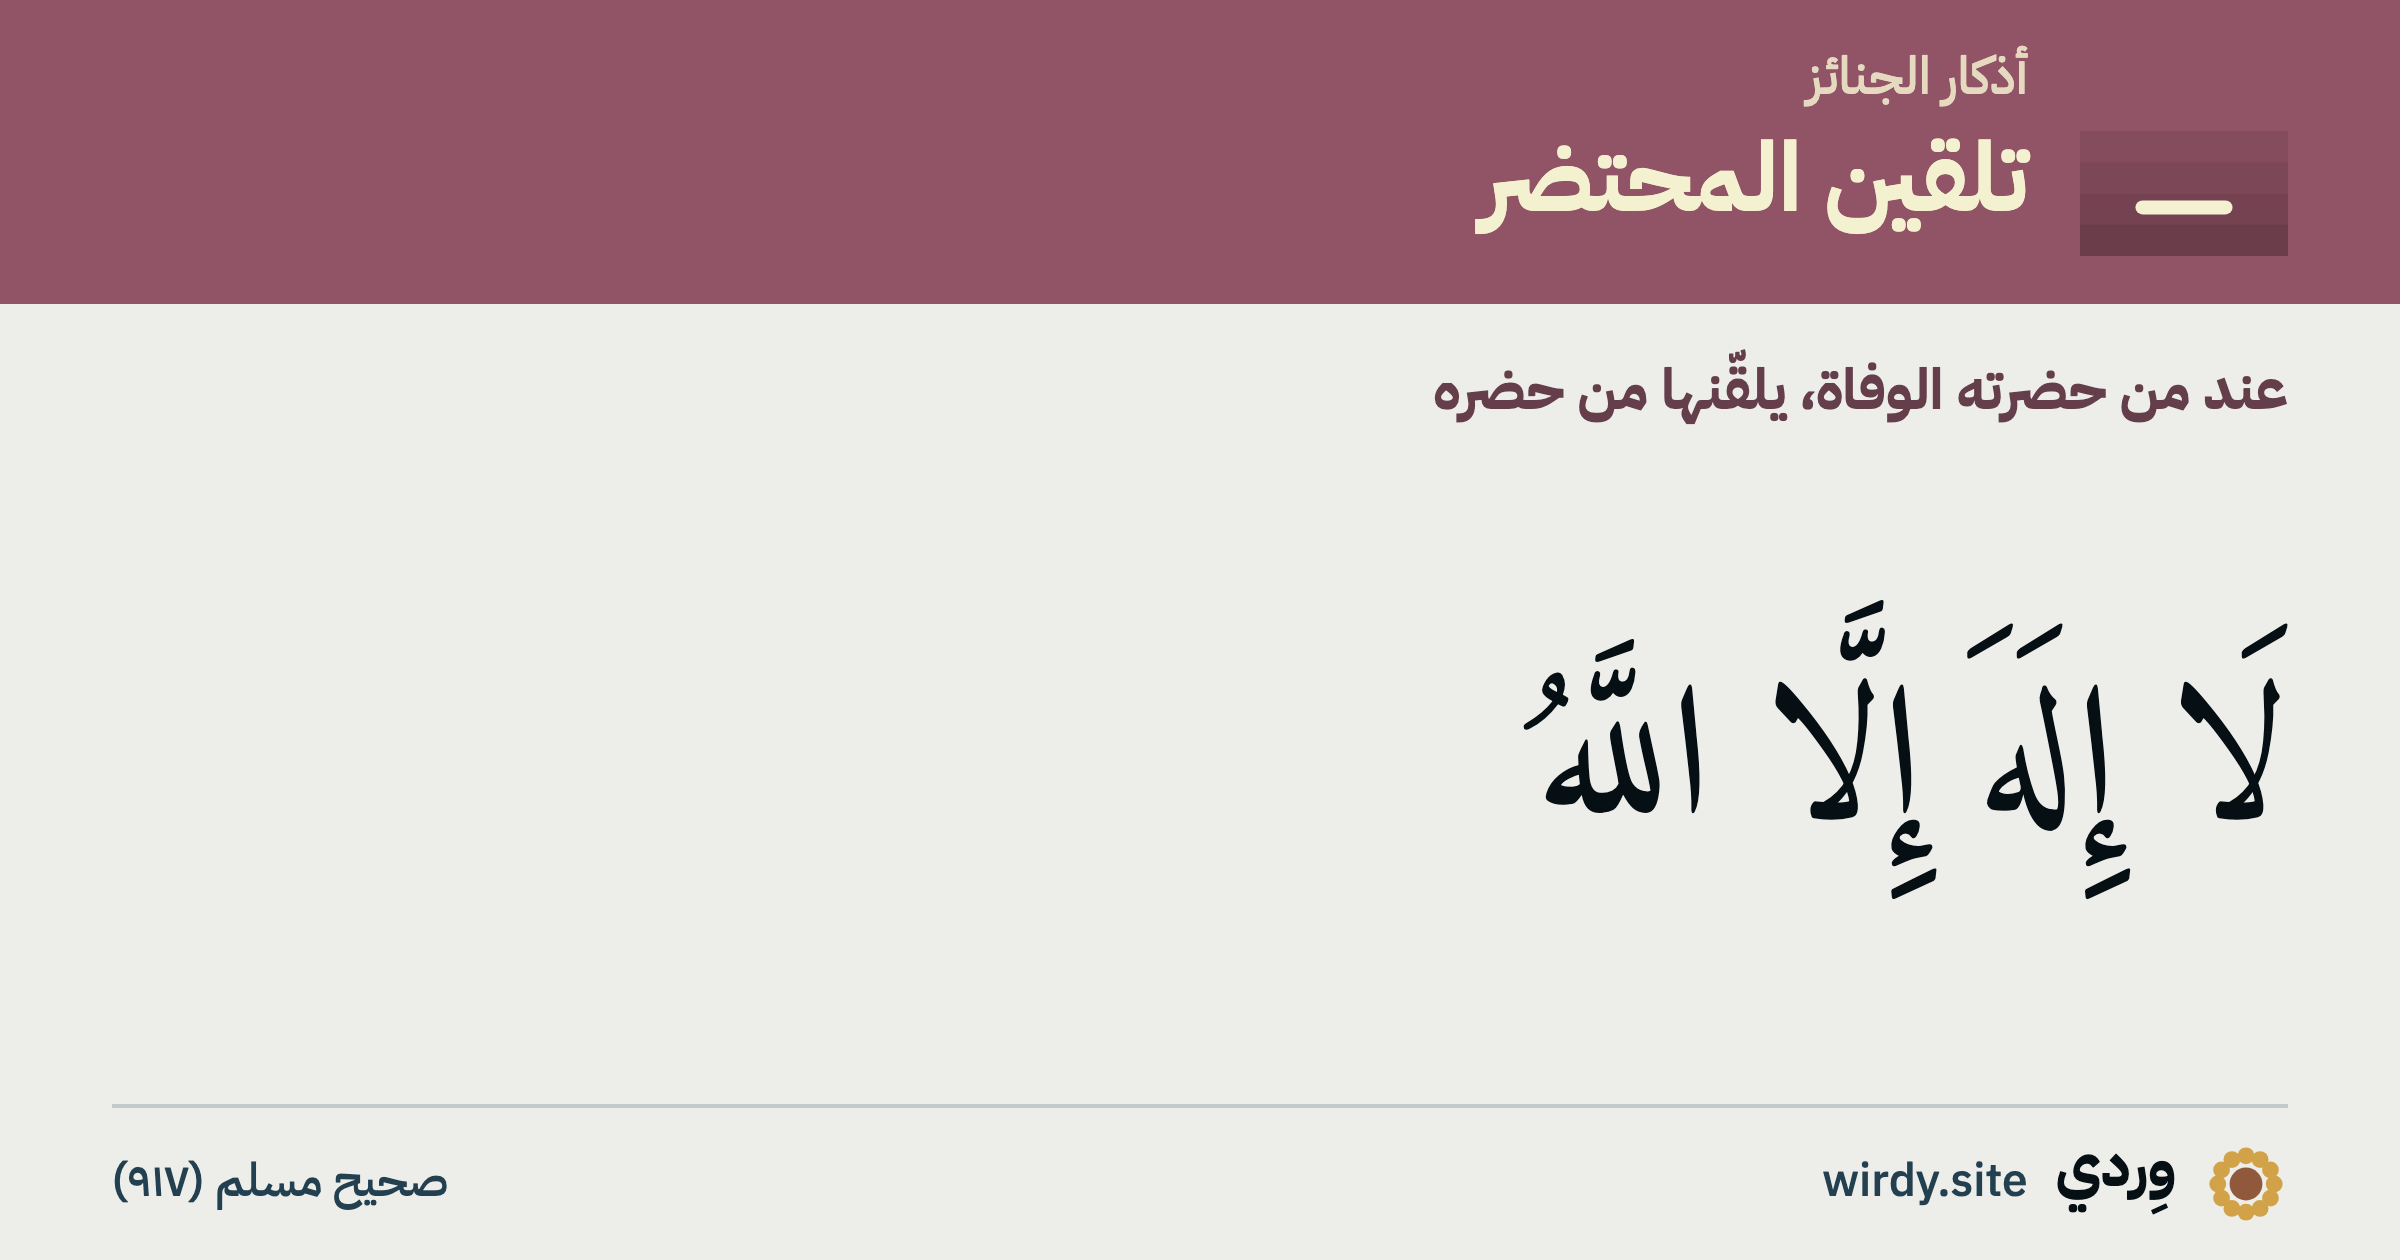 أذكار الجنائز
تلقين المحتضر
عند من حضرته الوفاة، يلقّنها من حضره
لَا إِلَهَ إِلَّا اللَّهُ
وِردي wirdy.site
صحيح مسلم (٩١٧)